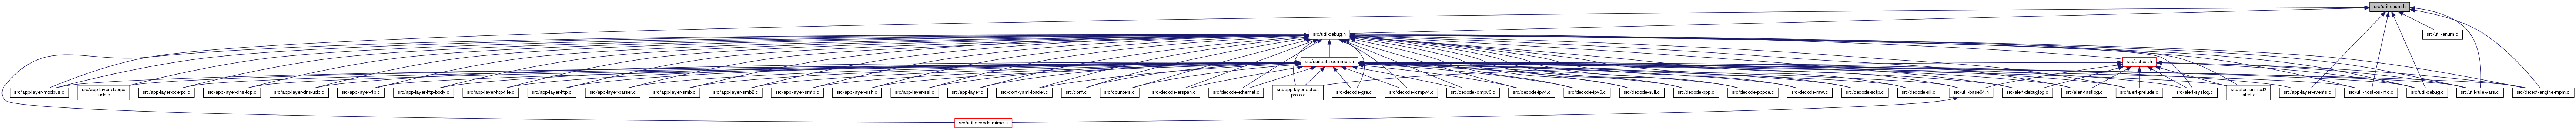 src/util-enum.h
src/util-debug.h
src/util-enum.c
src/suricata-common.h
src/detect.h
src/app-layer-modbus.c
src/app-layer-dcerpc-
udp.c
src/app-layer-dcerpc.c
src/app-layer-dns-tcp.c
src/app-layer-dns-udp.c
src/app-layer-ftp.c
src/app-layer-htp-body.c
src/app-layer-htp-file.c
src/app-layer-htp.c
src/app-layer-parser.c
src/app-layer-smb.c
src/app-layer-smb2.c
src/app-layer-smtp.c
src/app-layer-ssh.c
src/app-layer-ssl.c
src/app-layer.c
src/conf-yaml-loader.c
src/conf.c
src/counters.c
src/decode-erspan.c
src/decode-ethernet.c
src/app-layer-detect
-proto.c
src/decode-gre.c
src/decode-icmpv4.c
src/decode-icmpv6.c
src/decode-ipv4.c
src/decode-ipv6.c
src/decode-null.c
src/decode-ppp.c
src/decode-pppoe.c
src/decode-raw.c
src/decode-sctp.c
src/decode-sll.c
src/util-base64.h
src/alert-debuglog.c
src/alert-fastlog.c
src/alert-prelude.c
src/alert-syslog.c
src/alert-unified2
-alert.c
src/app-layer-events.c
src/util-host-os-info.c
src/util-debug.c
src/util-rule-vars.c
src/detect-engine-mpm.c
src/util-decode-mime.h